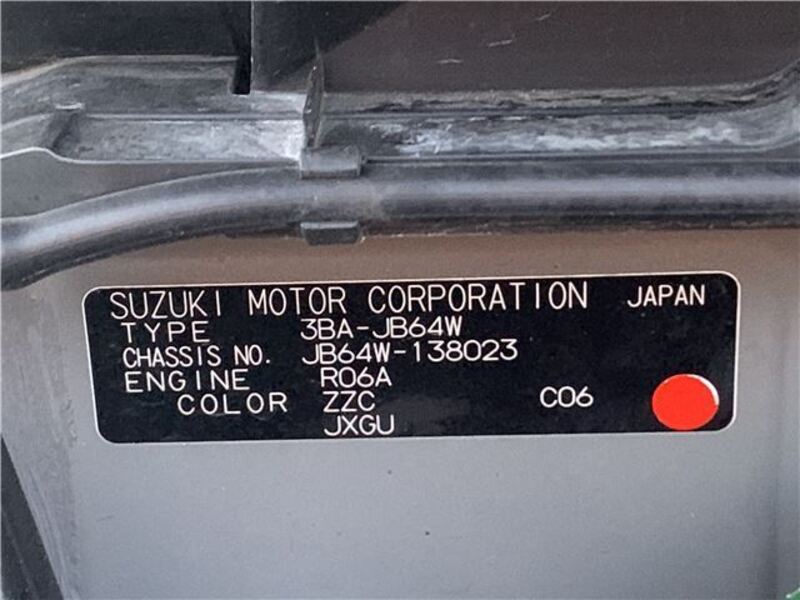 SUZUKI MOTOR CORPORATION JAPAN
TYPE 3BA-JB64W
CHASSIS NO. JB64W-138023
ENGINE R06A
COLOR ZZC C06
JXGU